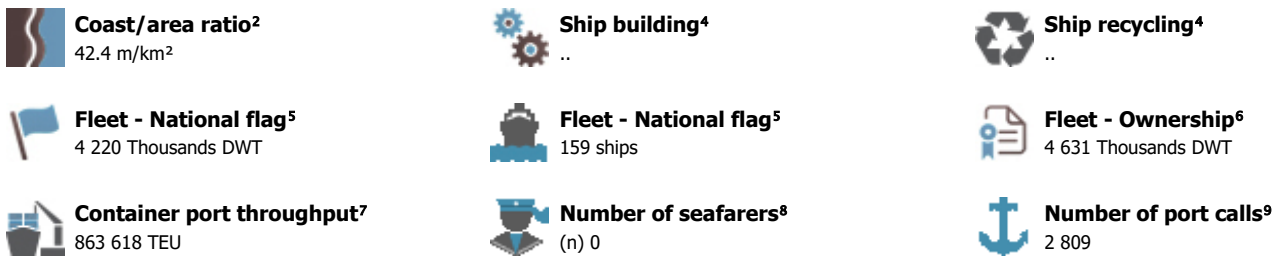 Coast/area ratio²
42.4 m/km²
Ship building⁴
..
Ship recycling⁴
..
Fleet - National flag⁵
4 220 Thousands DWT
Fleet - National flag⁵
159 ships
Fleet - Ownership⁶
4 631 Thousands DWT
Container port throughput⁷
863 618 TEU
Number of seafarers⁸
(n) 0
Number of port calls⁹
2 809